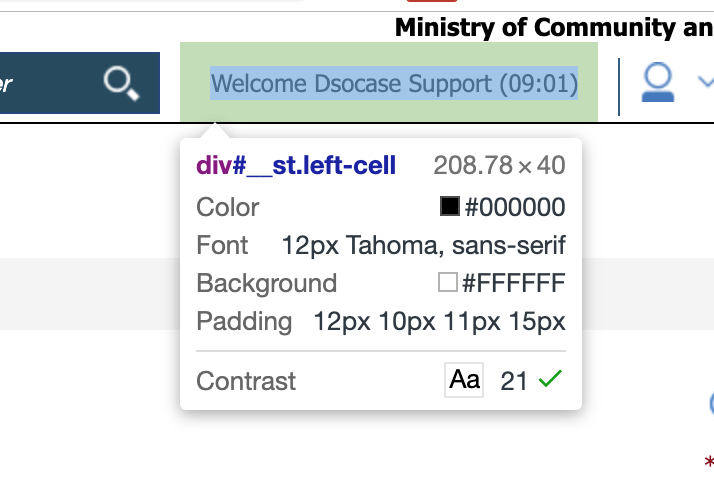 Ministry of Community an
er
Welcome Dsocase Support (09:01)
div#__st.left-cell 208.78 × 40
Color #000000
Font 12px Tahoma, sans-serif
Background #FFFFFF
Padding 12px 10px 11px 15px
Contrast Aa 21
*